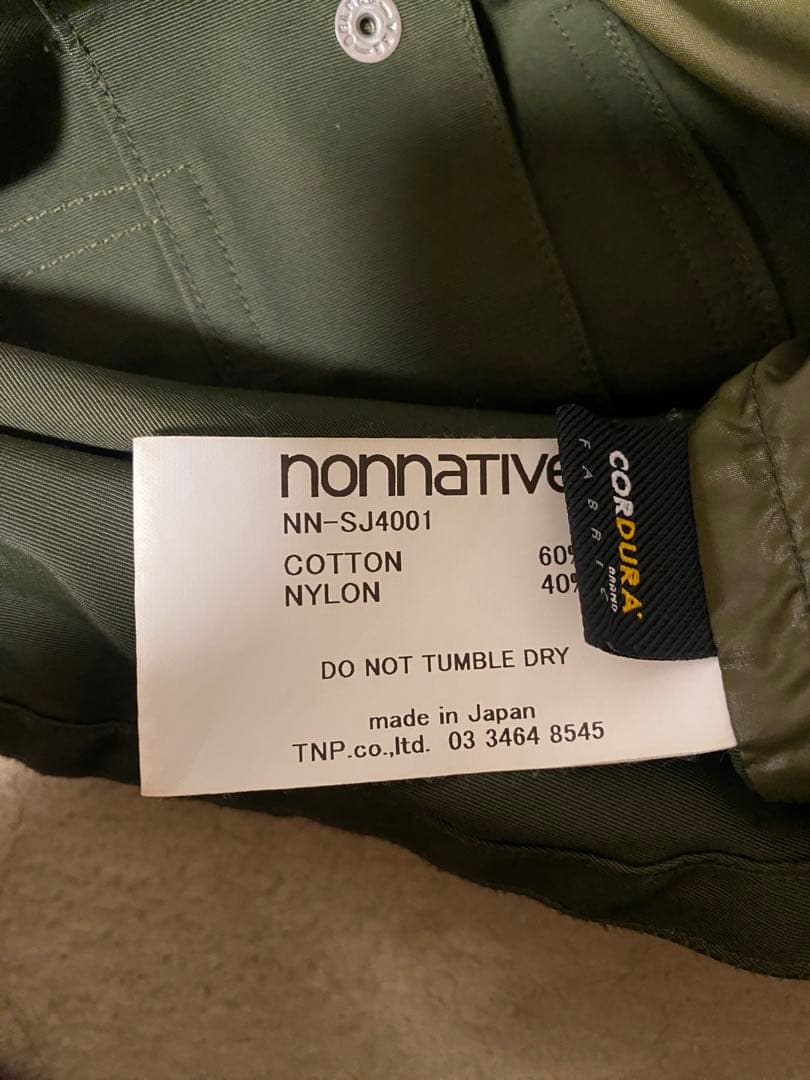 nonnative
NN-SJ4001
COTTON 60%
NYLON 40%
DO NOT TUMBLE DRY
made in Japan
TNP.co.,ltd. 03 3464 8545
CORDURA
BRAND
FABRIC